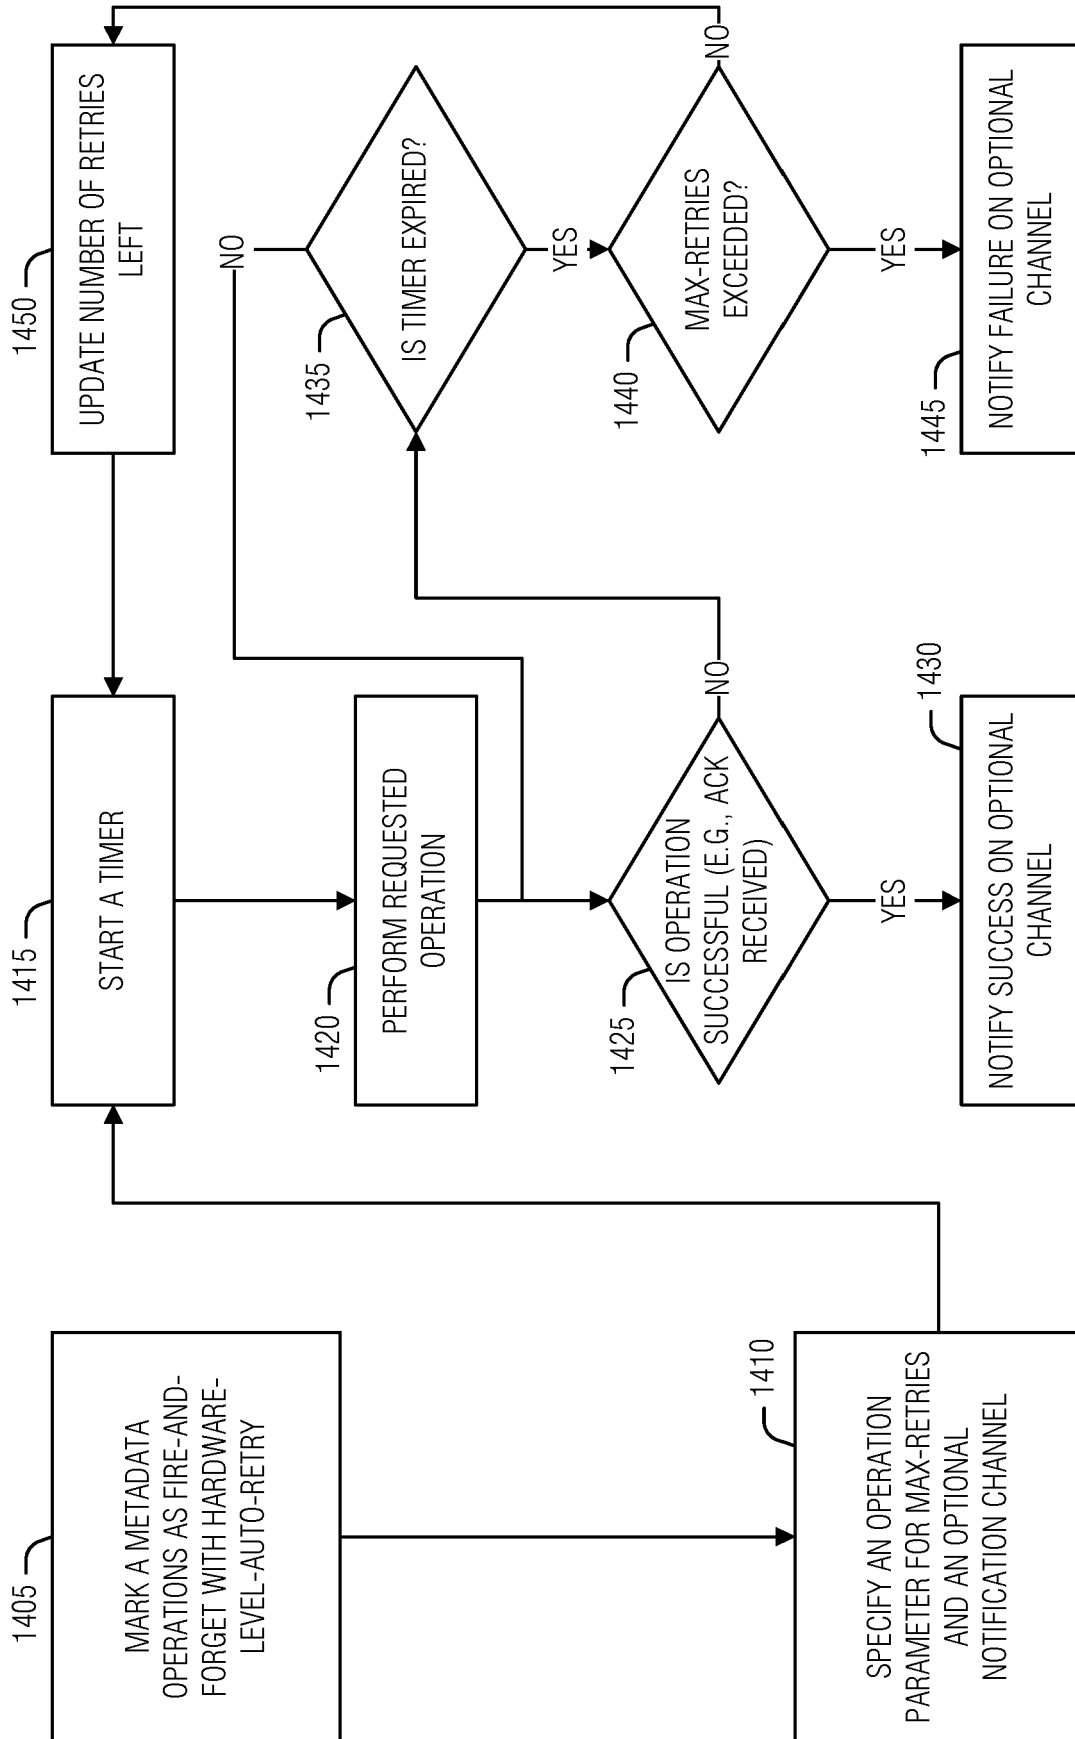 1405
MARK A METADATA
OPERATIONS AS FIRE-AND-
FORGET WITH HARDWARE-
LEVEL-AUTO-RETRY
1410
SPECIFY AN OPERATION
PARAMETER FOR MAX-RETRIES
AND AN OPTIONAL
NOTIFICATION CHANNEL
1415
START A TIMER
1420
PERFORM REQUESTED
OPERATION
1425
IS OPERATION
SUCCESSFUL (E.G., ACK
RECEIVED)
NO
YES
1430
NOTIFY SUCCESS ON OPTIONAL
CHANNEL
1450
UPDATE NUMBER OF RETRIES
LEFT
NO
1435
IS TIMER EXPIRED?
YES
1440
MAX-RETRIES
EXCEEDED?
NO
YES
1445
NOTIFY FAILURE ON OPTIONAL
CHANNEL